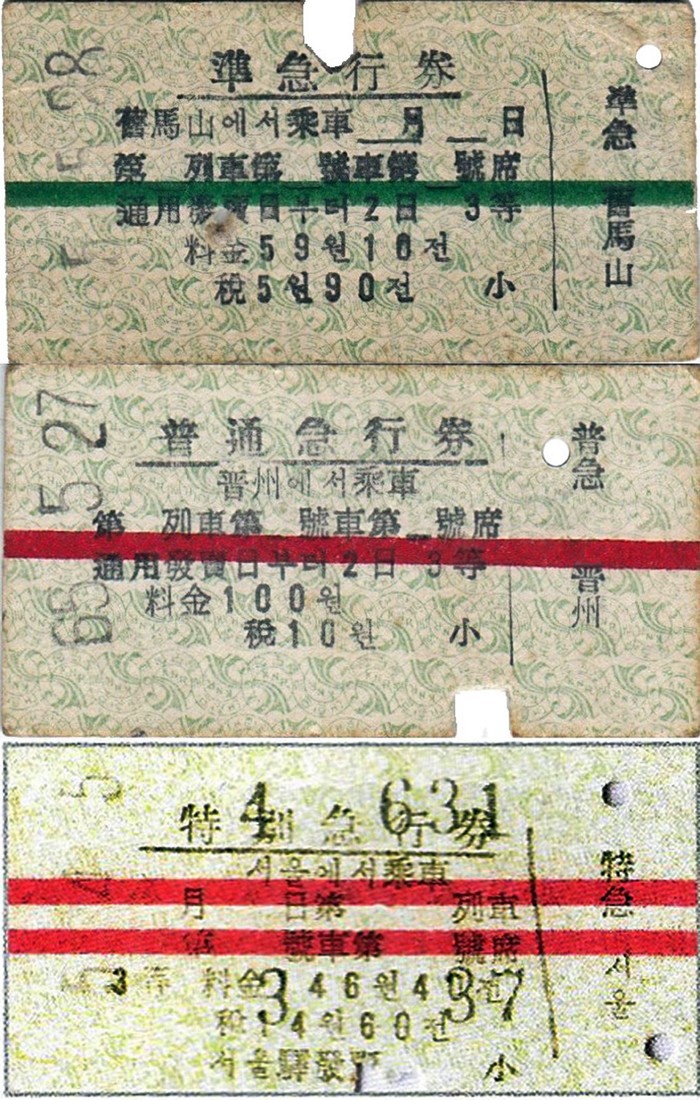 準急行券
舊馬山에서乘車 月 日
第 列車第 號車第 號席
通用發賣日부터2日 3等
料金59원10전
稅5원90전 小
準急 舊馬山
普通急行券
晋州에서乘車
第 列車第 號車第 號席
通用發賣日부터2日 3等
料金100원
稅10원 小
普急 晋州
65 5 27
特別急行券
서울에서乘車
月 日第 列車
第 號車第 號席
3等 料金 46원40전
稅 4원60전
서울驛發 小
特急 서울